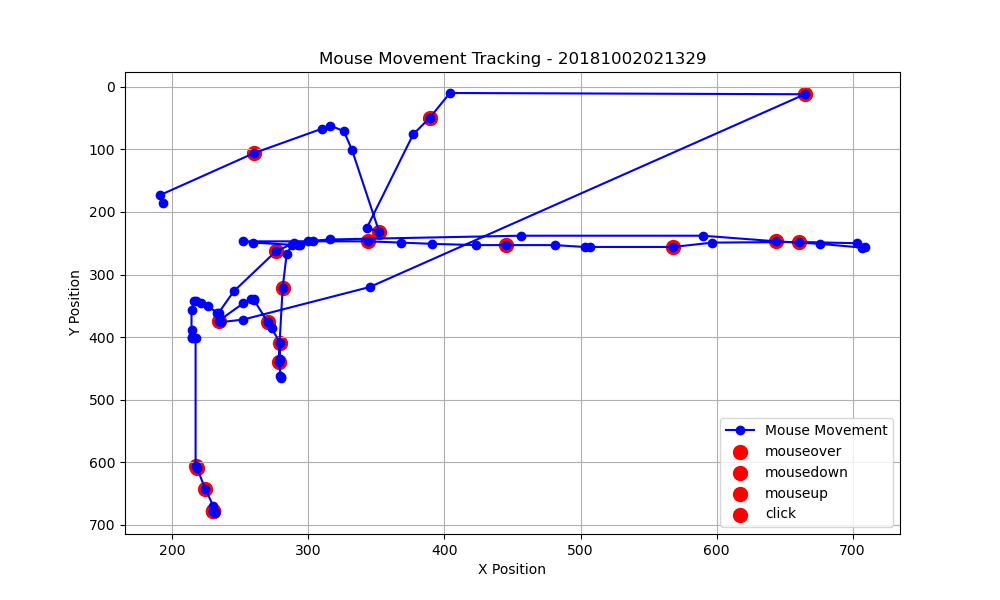 Mouse Movement Tracking - 20181002021329
0
100
200
300
400
500
600
700
Y Position
200
300
400
500
600
700
X Position
Mouse Movement
mouseover
mousedown
mouseup
click